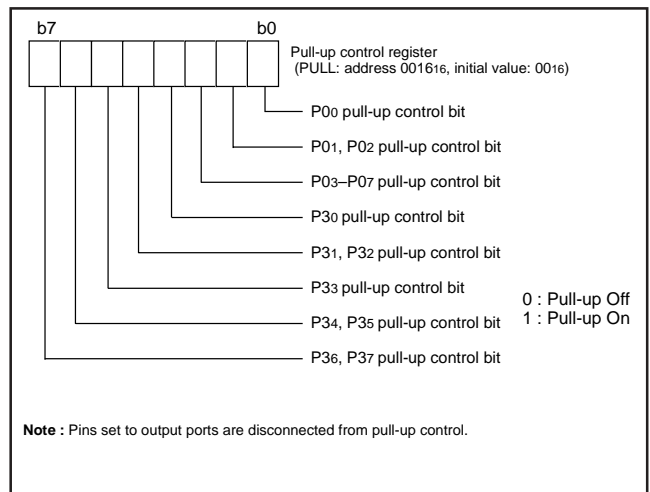 b7 b0
Pull-up control register
(PULL: address 001616, initial value: 0016)
P00 pull-up control bit
P01, P02 pull-up control bit
P03–P07 pull-up control bit
P30 pull-up control bit
P31, P32 pull-up control bit
P33 pull-up control bit
P34, P35 pull-up control bit
P36, P37 pull-up control bit
0 : Pull-up Off
1 : Pull-up On
Note : Pins set to output ports are disconnected from pull-up control.